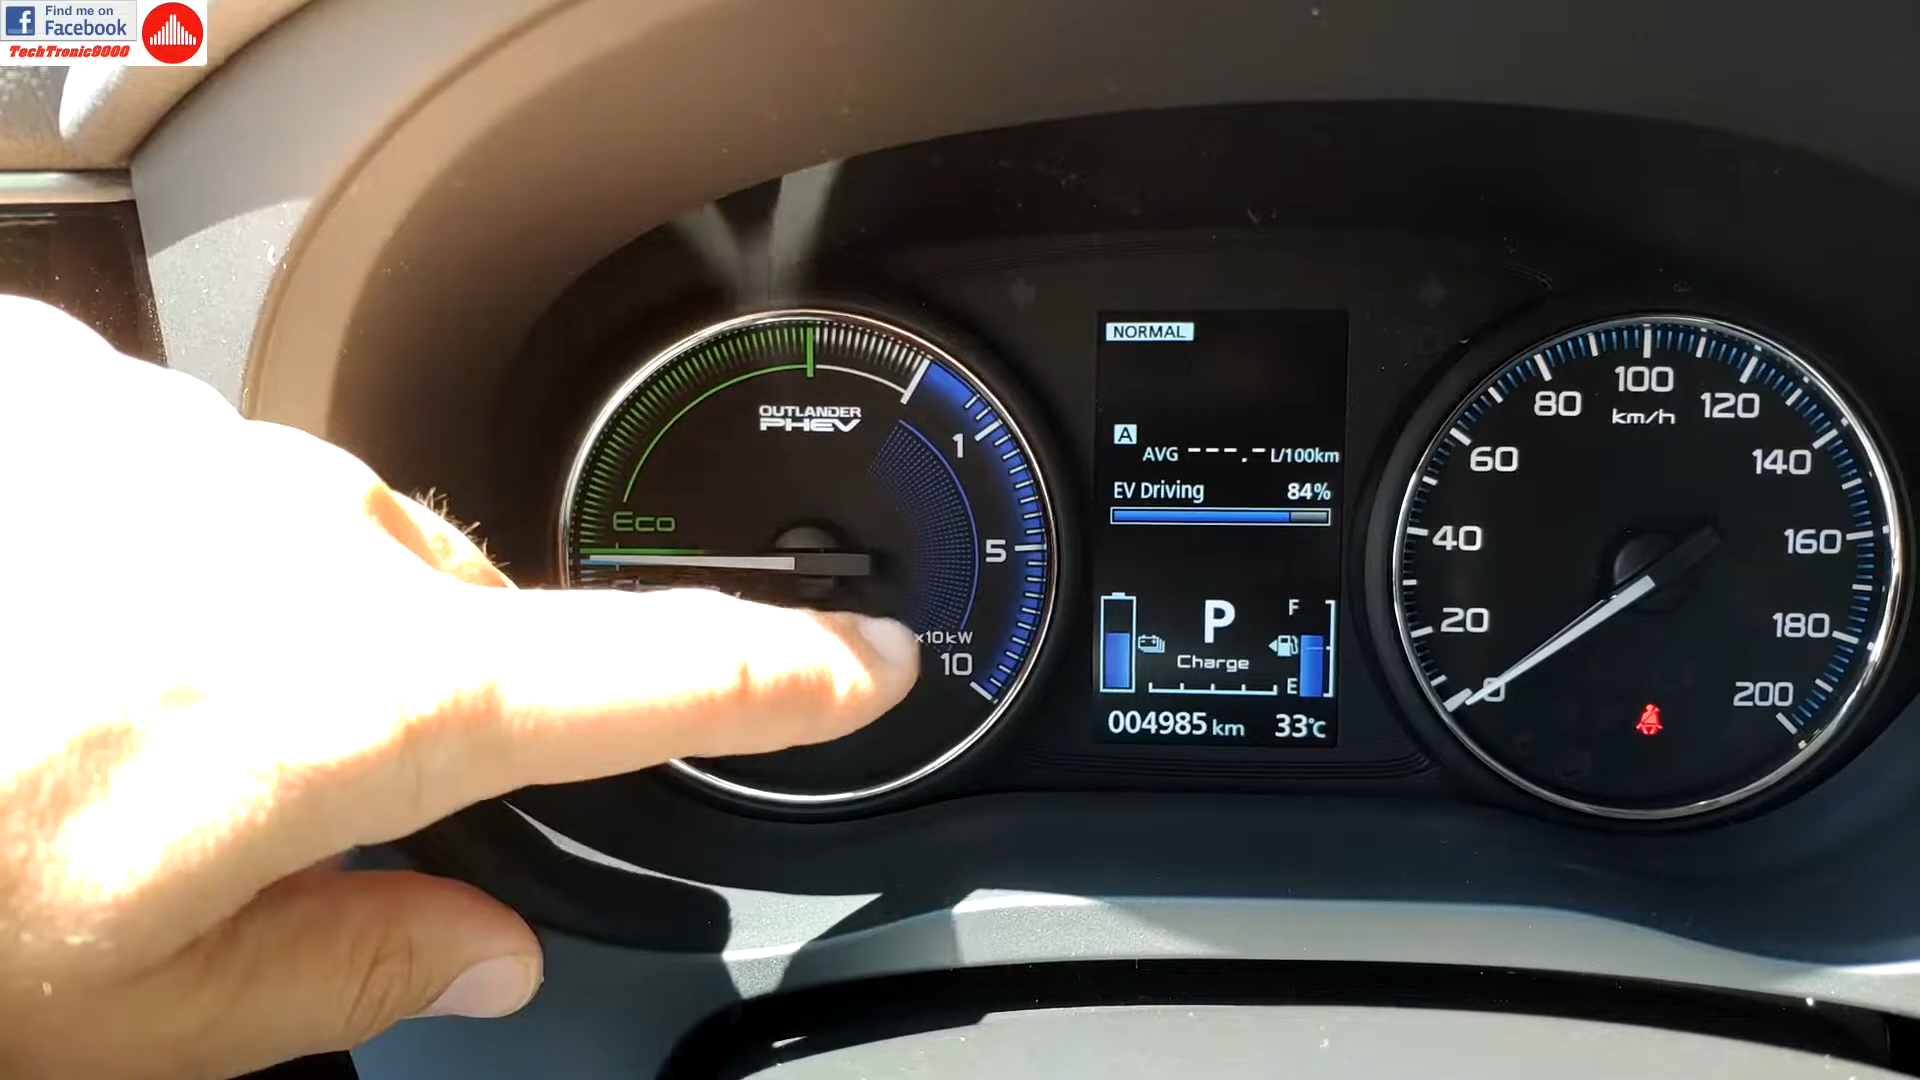 Find me on
Facebook
TechTronic9000
OUTLANDER
PHEV
Eco
1
5
x10kW
10
NORMAL
A
AVG ---.- L/100km
EV Driving 84%
P
Charge
F
E
004985 km 33°C
0
20
40
60
80
100
km/h
120
140
160
180
200